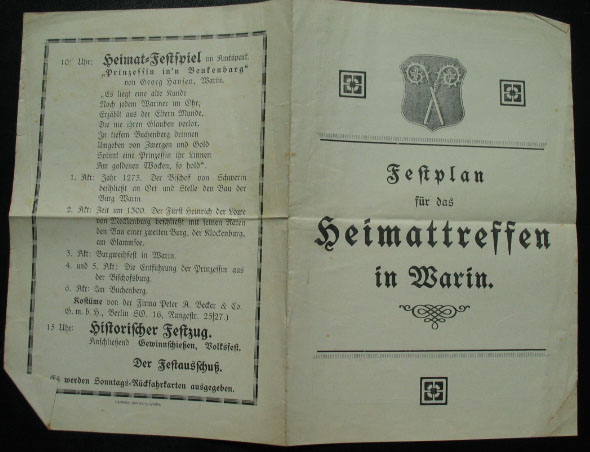 10 Uhr: Heimat-Festspiel im Amtspark.
„Prinzessin in'n Beukenbarg"
von Georg Hansen, Warin.
„Es liegt eine alte Kunde
Noch jedem Wariner im Ohr,
Erzählt aus der Eltern Munde,
Die nie ihren Glauben verlor.
In tiefen Buchenberg drinnen
Umgeben von Zwergen und Gold
Spinnt eine Prinzessin ihr Linnen
Am goldenen Wocken, so hold".
1. Akt: Jahr 1273. Der Bischof von Schwerin
beschließt an Ort und Stelle den Bau der
Burg Warin
2. Akt: Zeit um 1300. Der Fürst Heinrich der Löwe
von Mecklenburg beschließt mit seinen Räten
den Bau einer zweiten Burg, der Klockenburg,
am Glammsee.
3. Akt: Burgweihfest in Warin.
4. und 5. Akt: Die Entführung der Prinzessin aus
der Bischofsburg.
6. Akt: Im Buchenberg.
Kostüme von der Firma Peter A. Becker & Co.
G. m. b. H., Berlin SO. 16, Rungestr. 25/27.)
15 Uhr: Historischer Festzug.
Anschließend Gewinnschießen, Volksfest.
Der Festausschuß.
werden Sonntags-Rückfahrkarten ausgegeben.
Festplan
für das
Heimattreffen
in Warin.